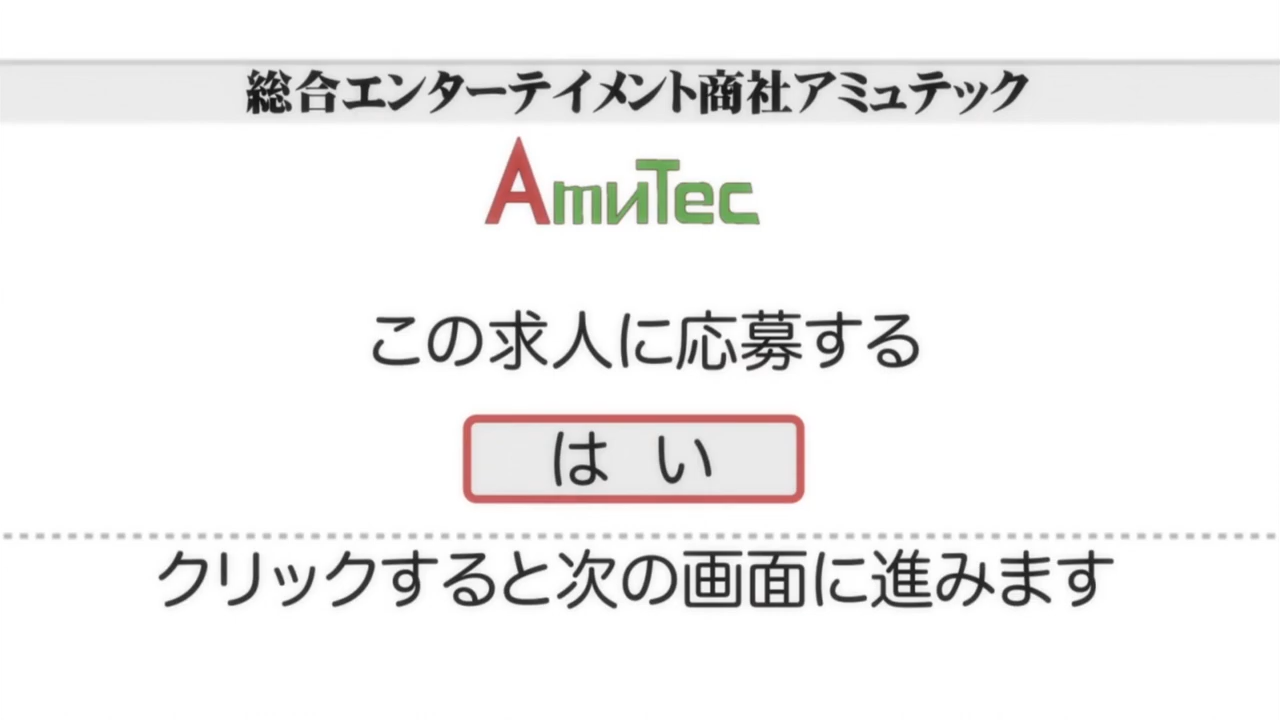 総合エンターテイメント商社アミュテック
AmuTec
この求人に応募する
はい
クリックすると次の画面に進みます